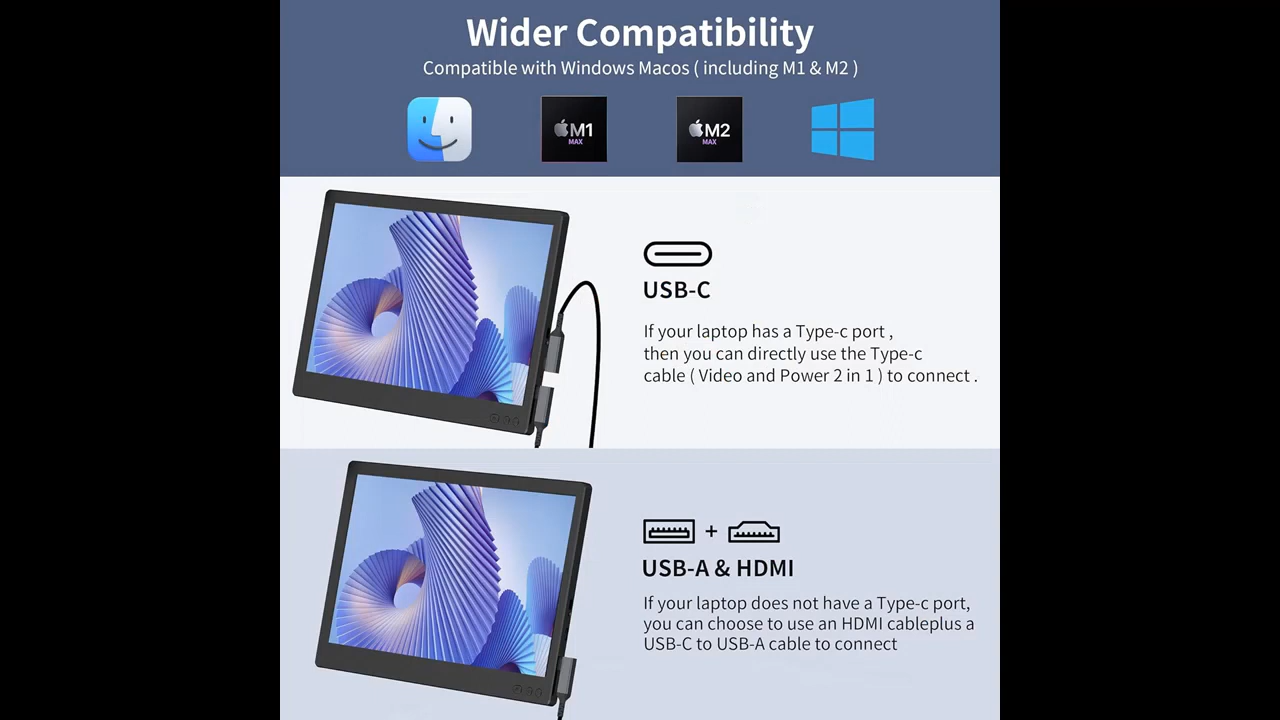 Wider Compatibility
Compatible with Windows Macos ( including M1 & M2 )
M1
MAX
M2
MAX
USB-C
If your laptop has a Type-c port ,
then you can directly use the Type-c
cable ( Video and Power 2 in 1 ) to connect .
+
USB-A & HDMI
If your laptop does not have a Type-c port,
you can choose to use an HDMI cableplus a
USB-C to USB-A cable to connect